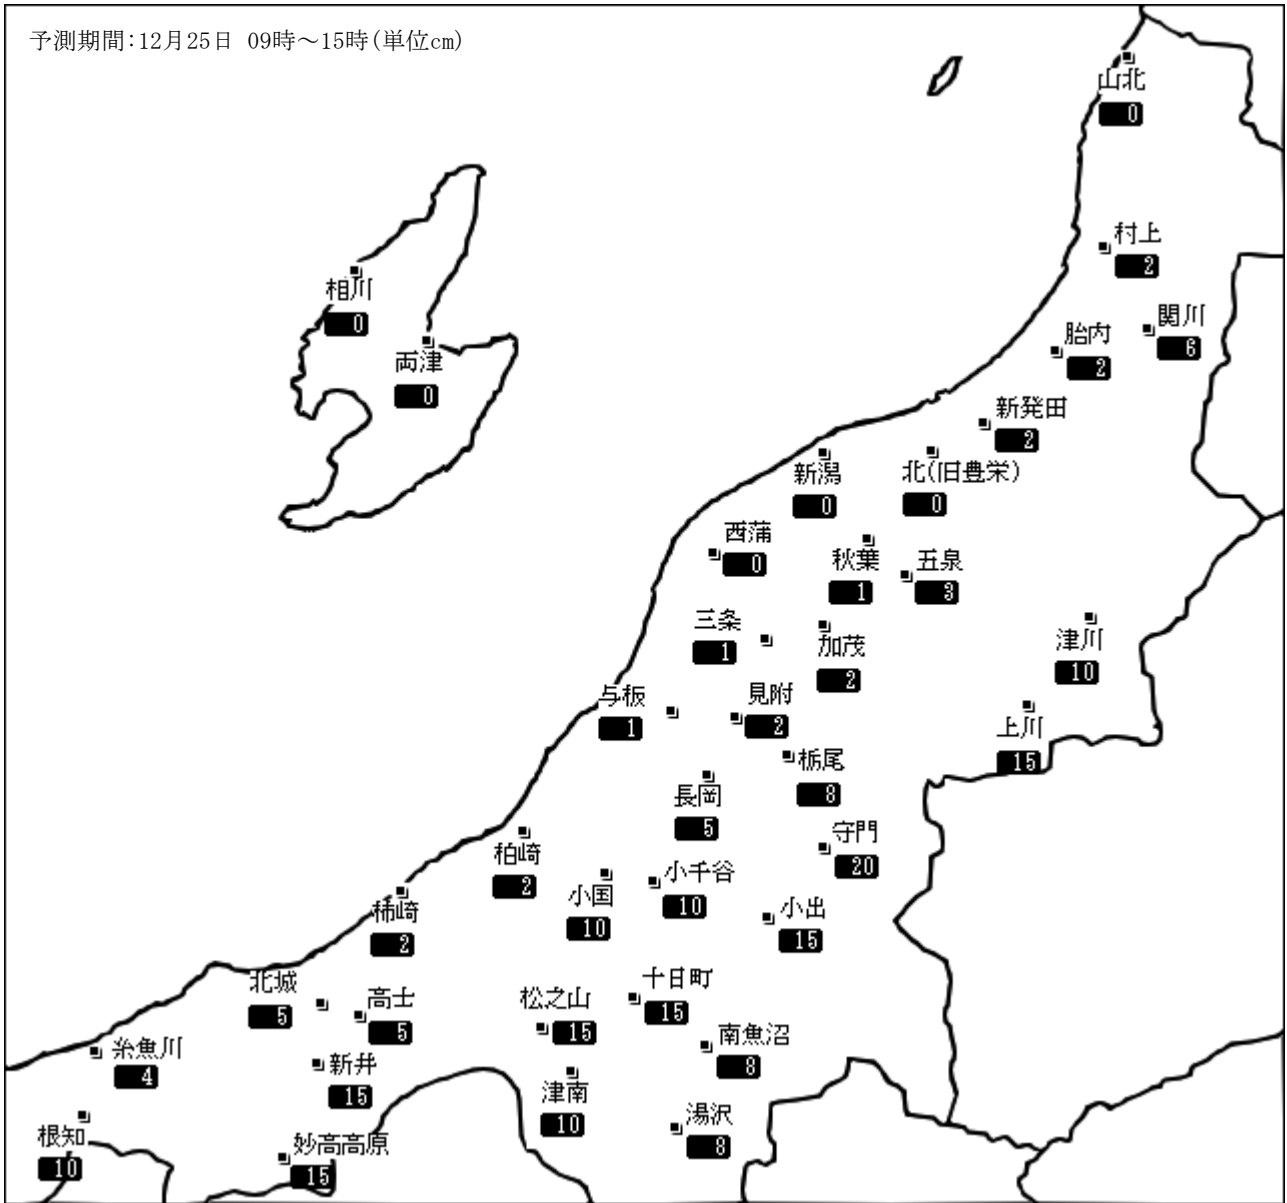 予測期間:12月25日 09時～15時(単位cm)
山北
0
村上
2
相川
0
関川
6
胎内
2
両津
0
新発田
2
新潟
0
北(旧豊栄)
0
西蒲
0
秋葉
1
五泉
3
三条
1
加茂
2
津川
10
与板
1
見附
2
上川
15
栃尾
8
長岡
5
守門
20
柏崎
2
小国
10
小千谷
10
小出
15
柿崎
2
北城
5
高士
5
松之山
15
十日町
15
南魚沼
8
糸魚川
4
新井
15
津南
10
湯沢
8
根知
10
妙高高原
15